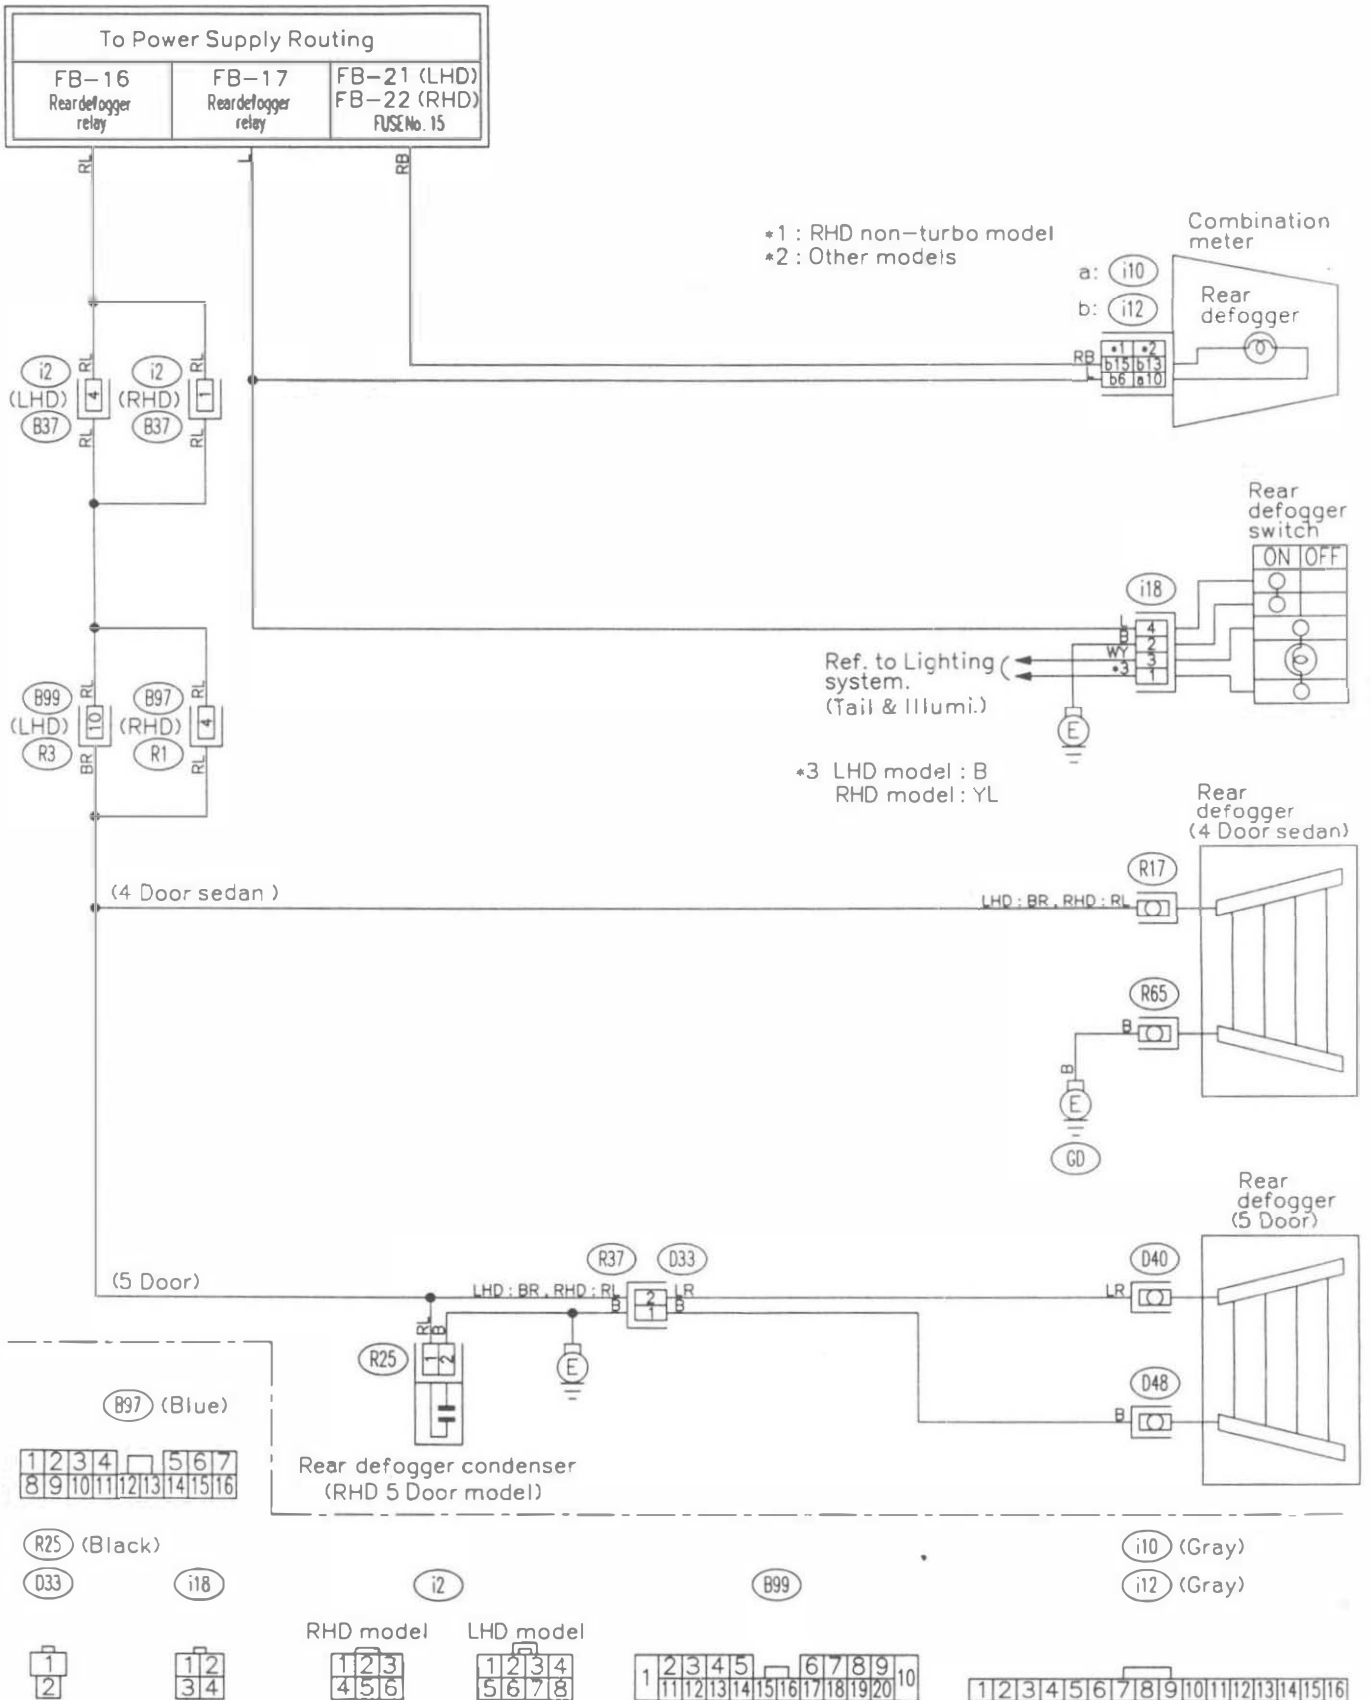 To Power Supply Routing
FB-16
Rear defogger
relay
FB-17
Rear defogger
relay
FB-21 (LHD)
FB-22 (RHD)
FUSE No. 15
RL
L
RB
*1 : RHD non-turbo model
*2 : Other models
Combination
meter
a: i10
b: i12
Rear
defogger
*1 *2
RB b15 b13
L b6 a10
RL
RL
i2
(LHD)
B37
4
i2
(RHD)
B37
1
RL
RL
Rear
defogger
switch
ON OFF
i18
L 4
B 2
WY 3
*3 1
Ref. to Lighting
system.
(Tail & Illumi.)
E
*3 LHD model : B
RHD model : YL
RL
RL
B99
(LHD)
R3
10
B97
(RHD)
R1
4
BR
RL
Rear
defogger
(4 Door sedan)
(4 Door sedan)
R17
LHD : BR , RHD : RL
R65
B
B
E
GD
Rear
defogger
(5 Door)
(5 Door)
R37 D33
LHD : BR , RHD : RL 2 LR
B 1 B
D40
LR
RL B
R25
1 2
E
D48
B
Rear defogger condenser
(RHD 5 Door model)
B97 (Blue)
1 2 3 4 5 6 7
8 9 10 11 12 13 14 15 16
R25 (Black)
D33
i18
i2
B99
i10 (Gray)
i12 (Gray)
RHD model
LHD model
1
2
1 2
3 4
1 2 3
4 5 6
1 2 3 4
5 6 7 8
1 2 3 4 5 6 7 8 9 10
11 12 13 14 15 16 17 18 19 20
1 2 3 4 5 6 7 8 9 10 11 12 13 14 15 16